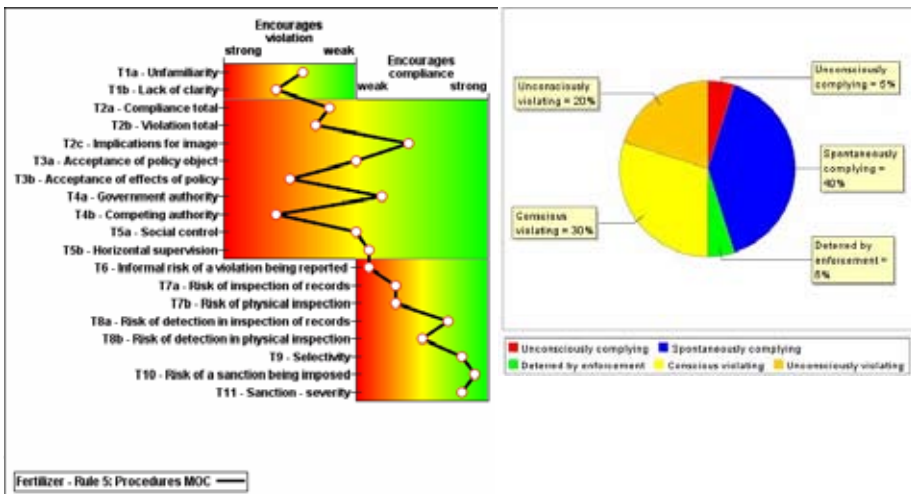 Encourages
violation
strong weak
Encourages
compliance
weak strong
T1a - Unfamiliarity
T1b - Lack of clarity
T2a - Compliance total
T2b - Violation total
T2c - Implications for image
T3a - Acceptance of policy object
T3b - Acceptance of effects of policy
T4a - Government authority
T4b - Competing authority
T5a - Social control
T5b - Horizontal supervision
T6 - Informal risk of a violation being reported
T7a - Risk of inspection of records
T7b - Risk of physical inspection
T8a - Risk of detection in inspection of records
T8b - Risk of detection in physical inspection
T9 - Selectivity
T10 - Risk of a sanction being imposed
T11 - Sanction - severity
Fertilizer - Rule 5: Procedures MOC
Unconsciously
complying = 5%
Unconsciously
violating = 20%
Spontaneously
complying =
40%
Conscious
violating = 30%
Deterred by
enforcement =
5%
Unconsciously complying Spontaneously complying
Deterred by enforcement Conscious violating Unconsciously violating